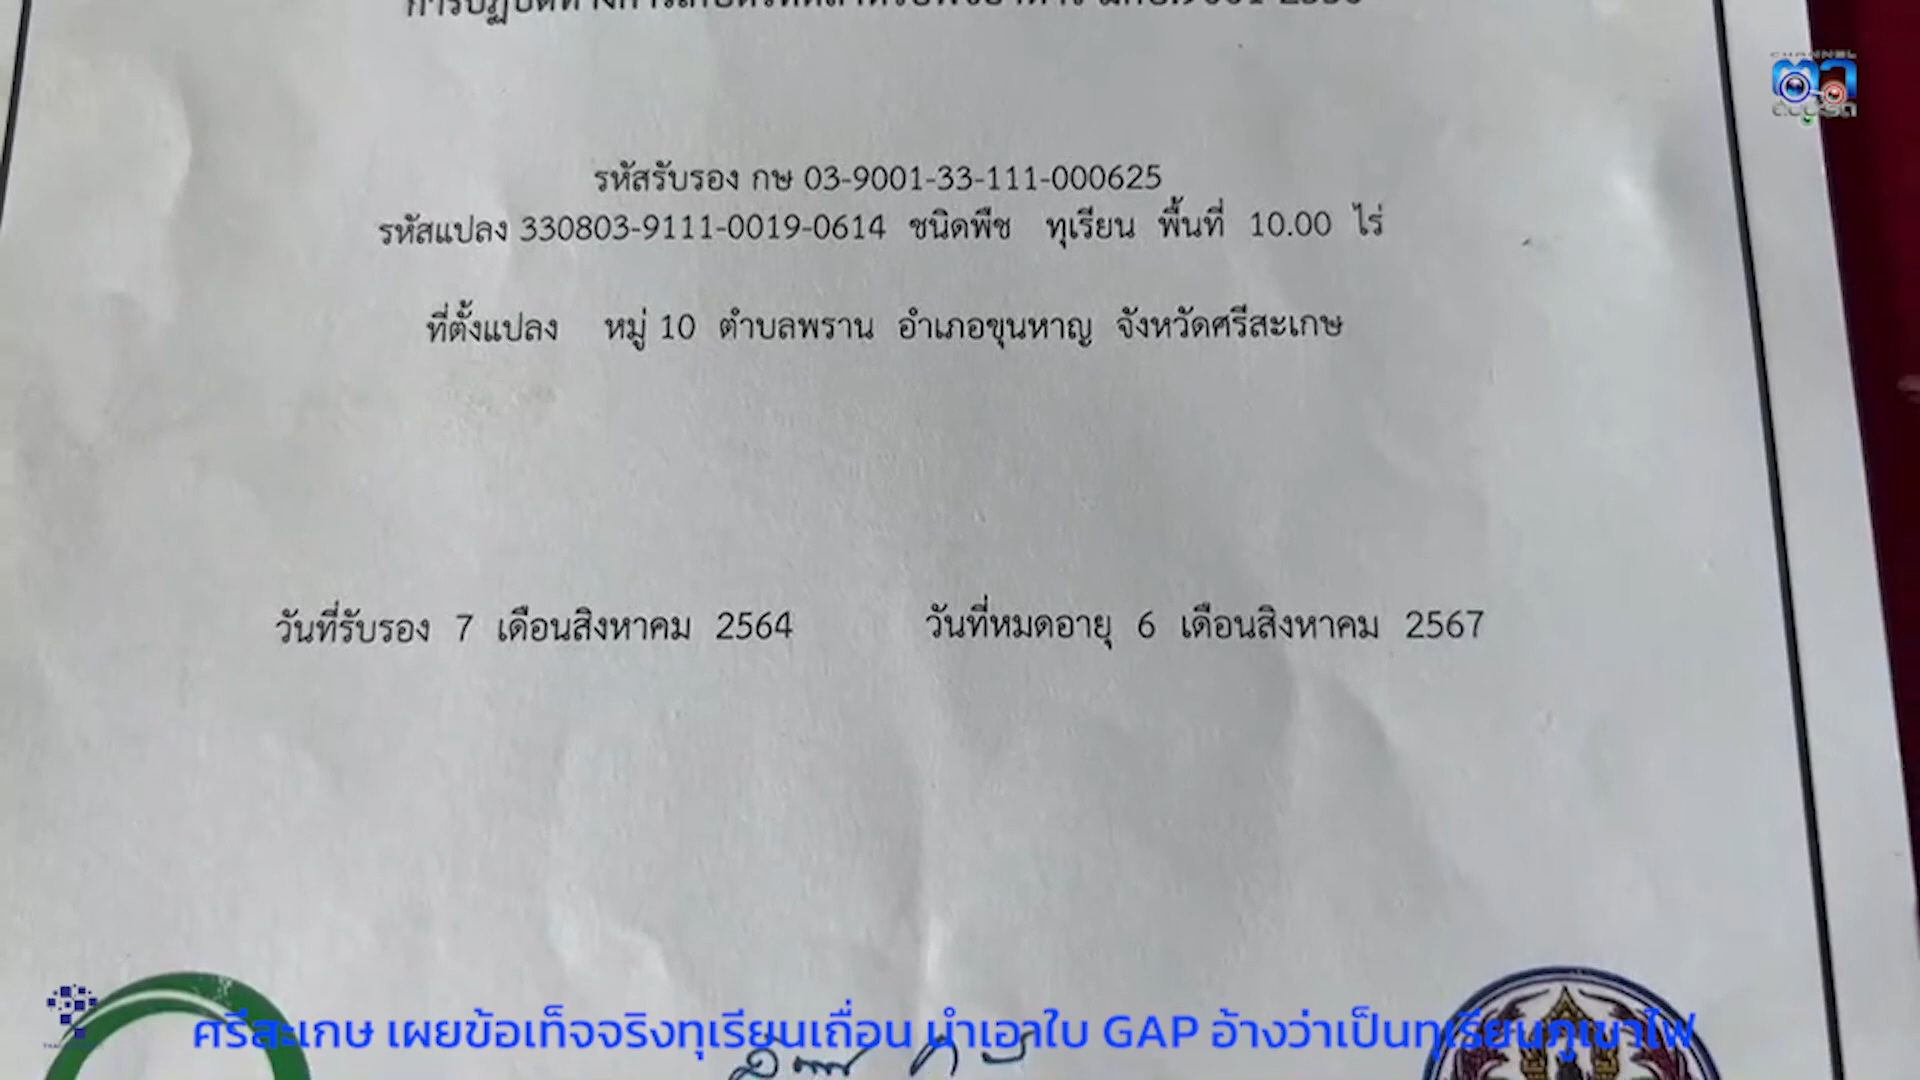 CHANNEL
รหัสรับรอง กษ 03-9001-33-111-000625
รหัสแปลง 330803-9111-0019-0614 ชนิดพืช ทุเรียน พื้นที่ 10.00 ไร่
ที่ตั้งแปลง หมู่ 10 ตำบลพราน อำเภอขุนหาญ จังหวัดศรีสะเกษ
วันที่รับรอง 7 เดือนสิงหาคม 2564 วันที่หมดอายุ 6 เดือนสิงหาคม 2567
ศรีสะเกษ เผยข้อเท็จจริงทุเรียนเถื่อน นำเอาใบ GAP อ้างว่าเป็นทุเรียนภูเขาไฟ